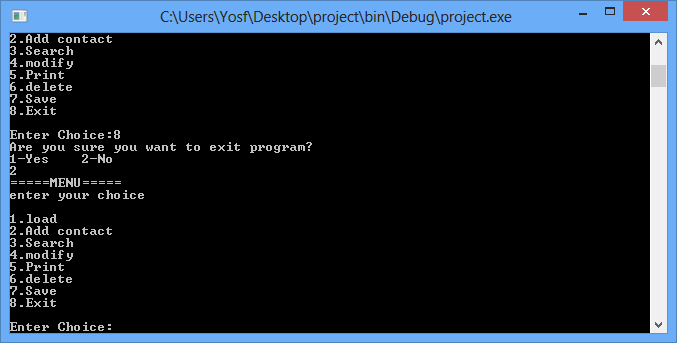 C:\Users\Yosf\Desktop\project\bin\Debug\project.exe
2.Add contact
3.Search
4.modify
5.Print
6.delete
7.Save
8.Exit
Enter Choice:8
Are you sure you want to exit program?
1-Yes    2-No
2
=====MENU=====
enter your choice
1.load
2.Add contact
3.Search
4.modify
5.Print
6.delete
7.Save
8.Exit
Enter Choice: